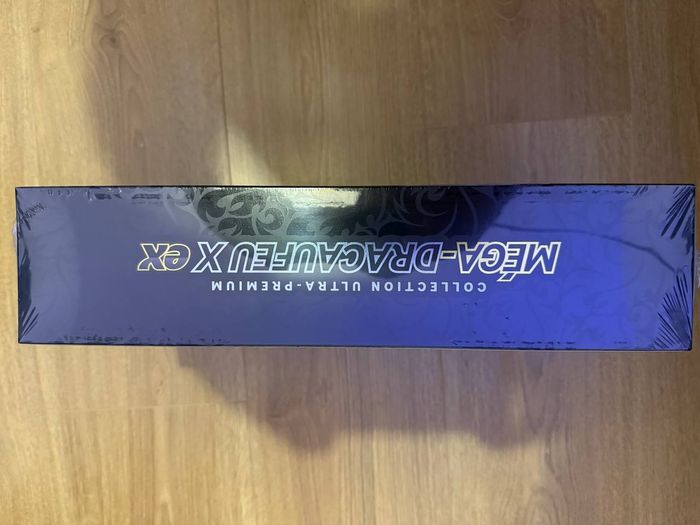 COLLECTION ULTRA-PREMIUM
MÉGA-DRACAUFEU X ex